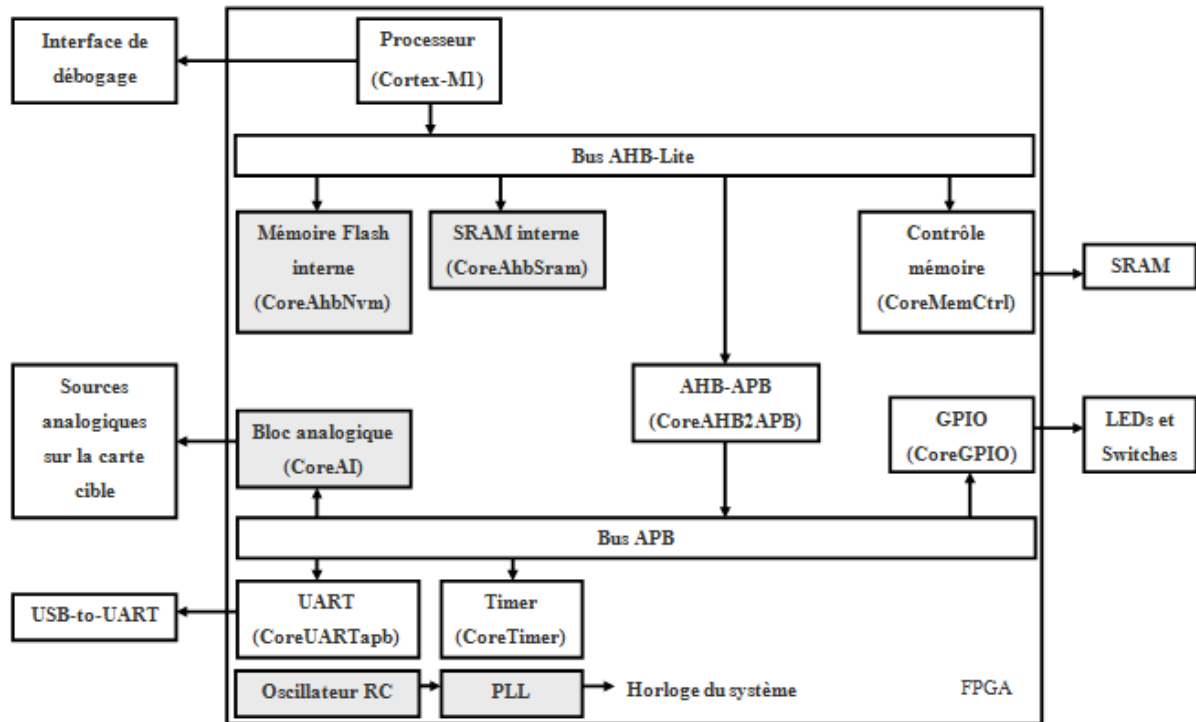 Interface de
débogage
Processeur
(Cortex-M1)
Bus AHB-Lite
Mémoire Flash
interne
(CoreAhbNvm)
SRAM interne
(CoreAhbSram)
Contrôle
mémoire
(CoreMemCtrl)
SRAM
Sources
analogiques
sur la carte
cible
Bloc analogique
(CoreAI)
AHB-APB
(CoreAHB2APB)
GPIO
(CoreGPIO)
LEDs et
Switches
Bus APB
USB-to-UART
UART
(CoreUARTapb)
Timer
(CoreTimer)
Oscillateur RC
PLL
Horloge du système
FPGA